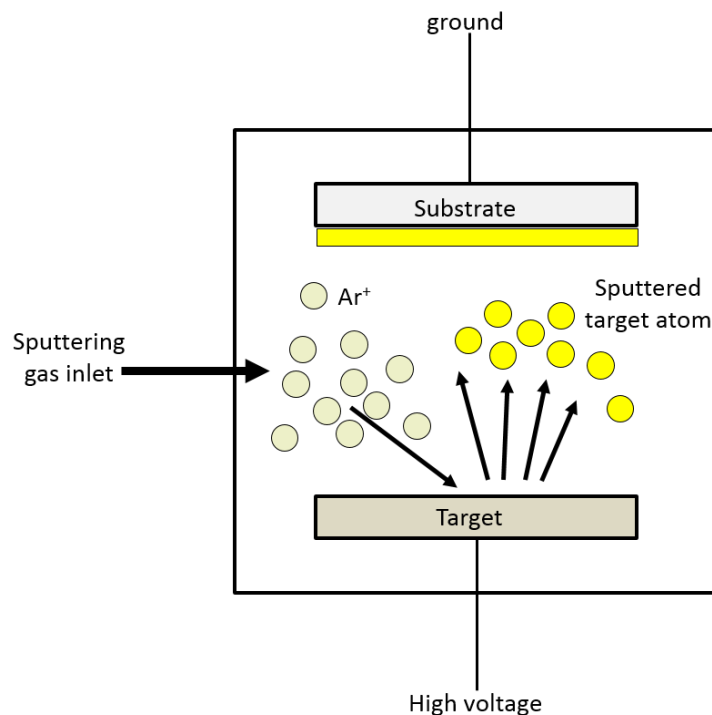 ground
Substrate
Ar⁺
Sputtered
target atom
Sputtering
gas inlet
Target
High voltage